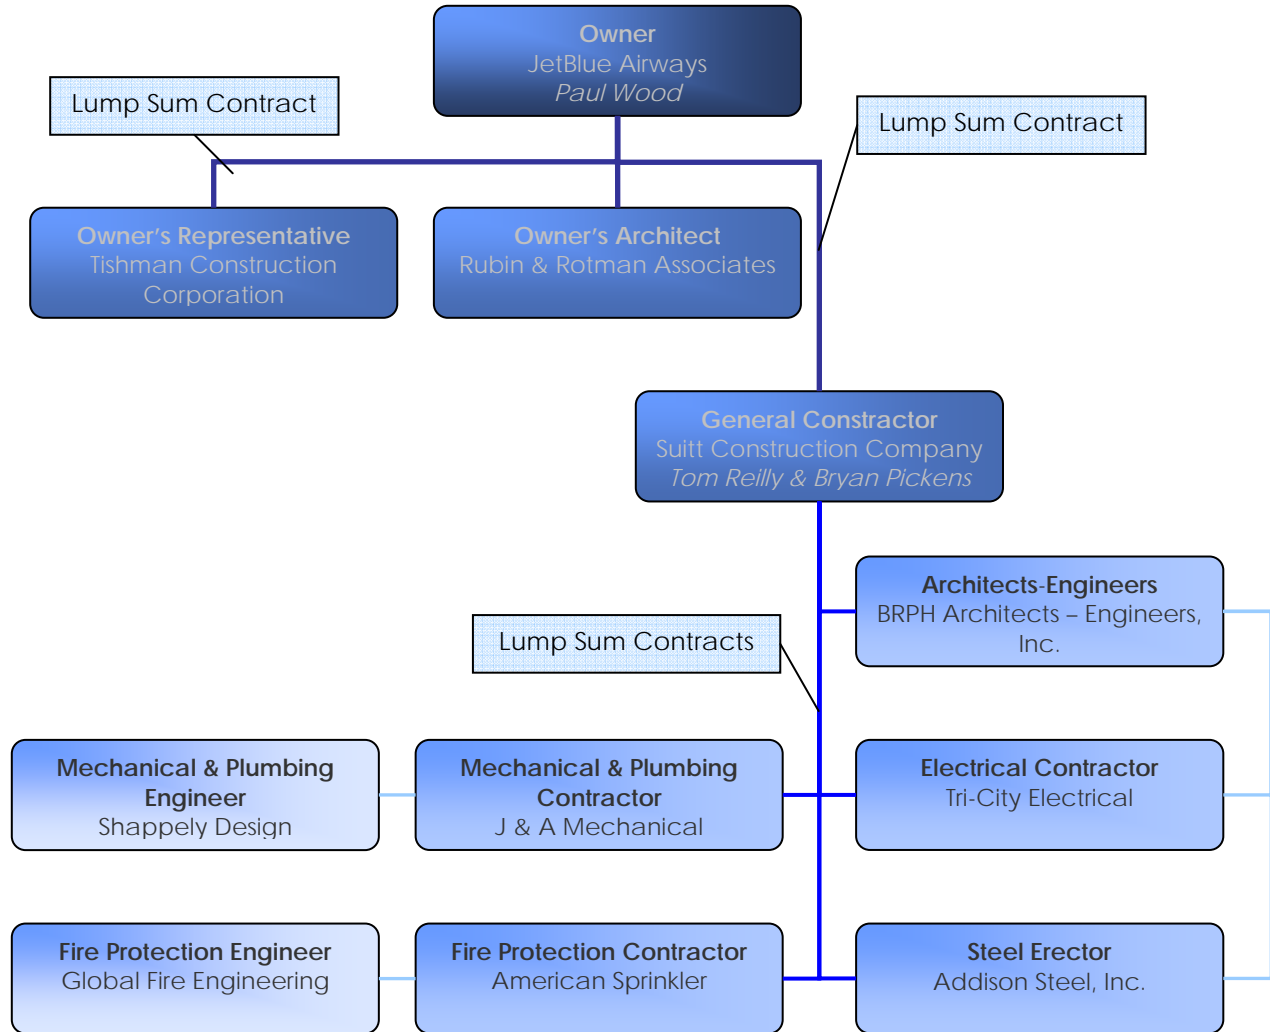 Owner
JetBlue Airways
Paul Wood
Lump Sum Contract
Lump Sum Contract
Owner's Representative
Tishman Construction
Corporation
Owner's Architect
Rubin & Rotman Associates
General Constractor
Suitt Construction Company
Tom Reilly & Bryan Pickens
Architects-Engineers
BRPH Architects – Engineers,
Inc.
Lump Sum Contracts
Mechanical & Plumbing
Engineer
Shappely Design
Mechanical & Plumbing
Contractor
J & A Mechanical
Electrical Contractor
Tri-City Electrical
Fire Protection Engineer
Global Fire Engineering
Fire Protection Contractor
American Sprinkler
Steel Erector
Addison Steel, Inc.